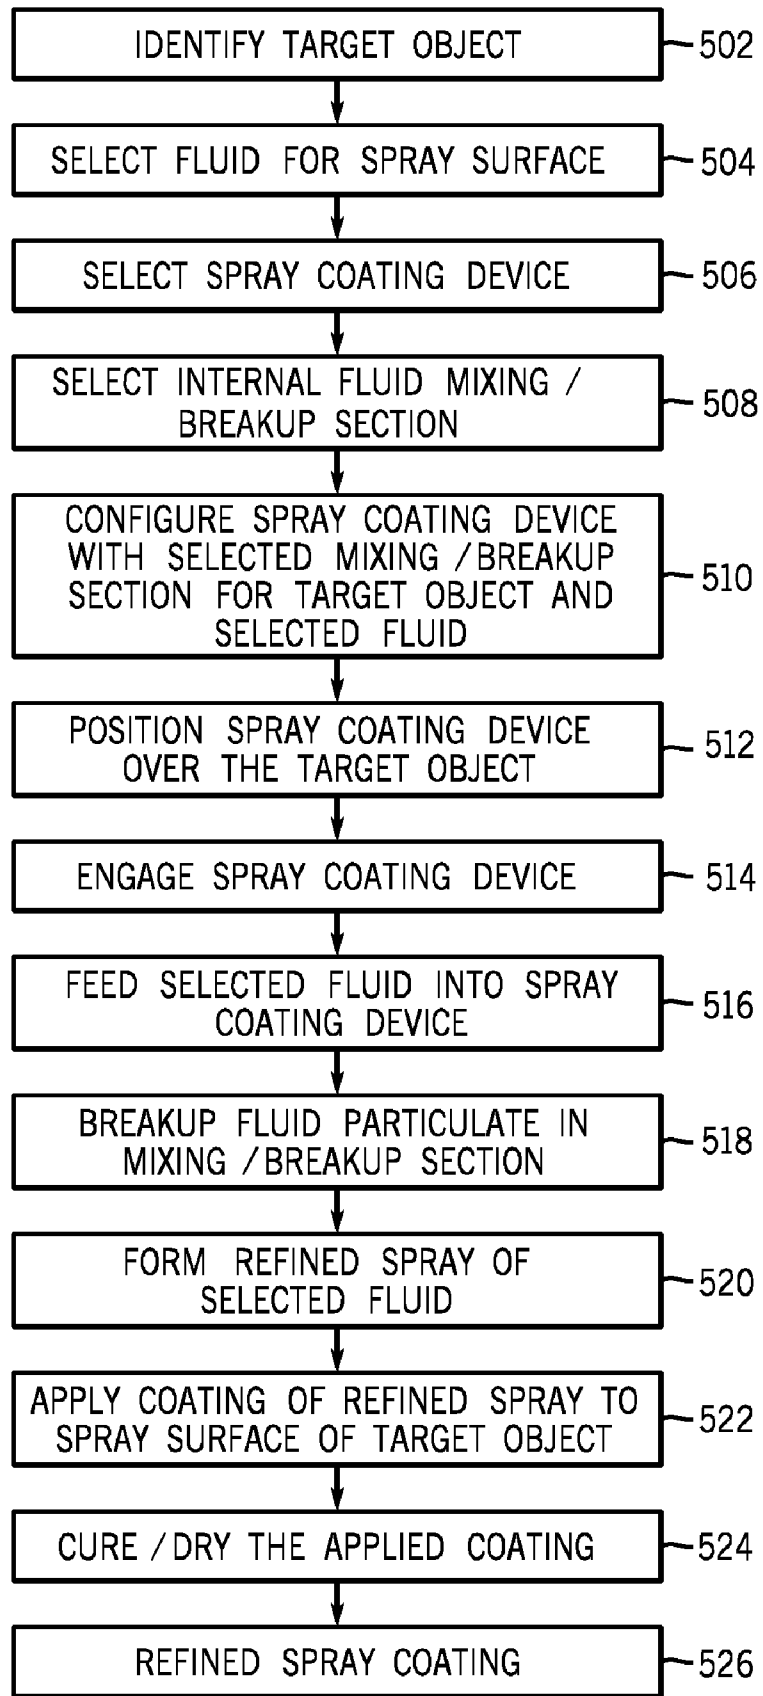 IDENTIFY TARGET OBJECT
502
SELECT FLUID FOR SPRAY SURFACE
504
SELECT SPRAY COATING DEVICE
506
SELECT INTERNAL FLUID MIXING /
BREAKUP SECTION
508
CONFIGURE SPRAY COATING DEVICE
WITH SELECTED MIXING / BREAKUP
SECTION FOR TARGET OBJECT AND
SELECTED FLUID
510
POSITION SPRAY COATING DEVICE
OVER THE TARGET OBJECT
512
ENGAGE SPRAY COATING DEVICE
514
FEED SELECTED FLUID INTO SPRAY
COATING DEVICE
516
BREAKUP FLUID PARTICULATE IN
MIXING / BREAKUP SECTION
518
FORM REFINED SPRAY OF
SELECTED FLUID
520
APPLY COATING OF REFINED SPRAY TO
SPRAY SURFACE OF TARGET OBJECT
522
CURE / DRY THE APPLIED COATING
524
REFINED SPRAY COATING
526